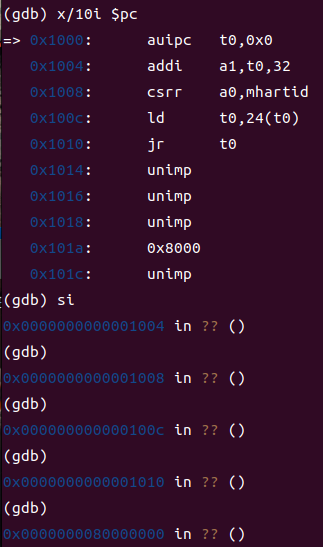 (gdb) x/10i $pc
=> 0x1000: auipc t0,0x0
0x1004: addi a1,t0,32
0x1008: csrr a0,mhartid
0x100c: ld t0,24(t0)
0x1010: jr t0
0x1014: unimp
0x1016: unimp
0x1018: unimp
0x101a: 0x8000
0x101c: unimp
(gdb) si
0x0000000000001004 in ?? ()
(gdb)
0x0000000000001008 in ?? ()
(gdb)
0x000000000000100c in ?? ()
(gdb)
0x0000000000001010 in ?? ()
(gdb)
0x0000000080000000 in ?? ()